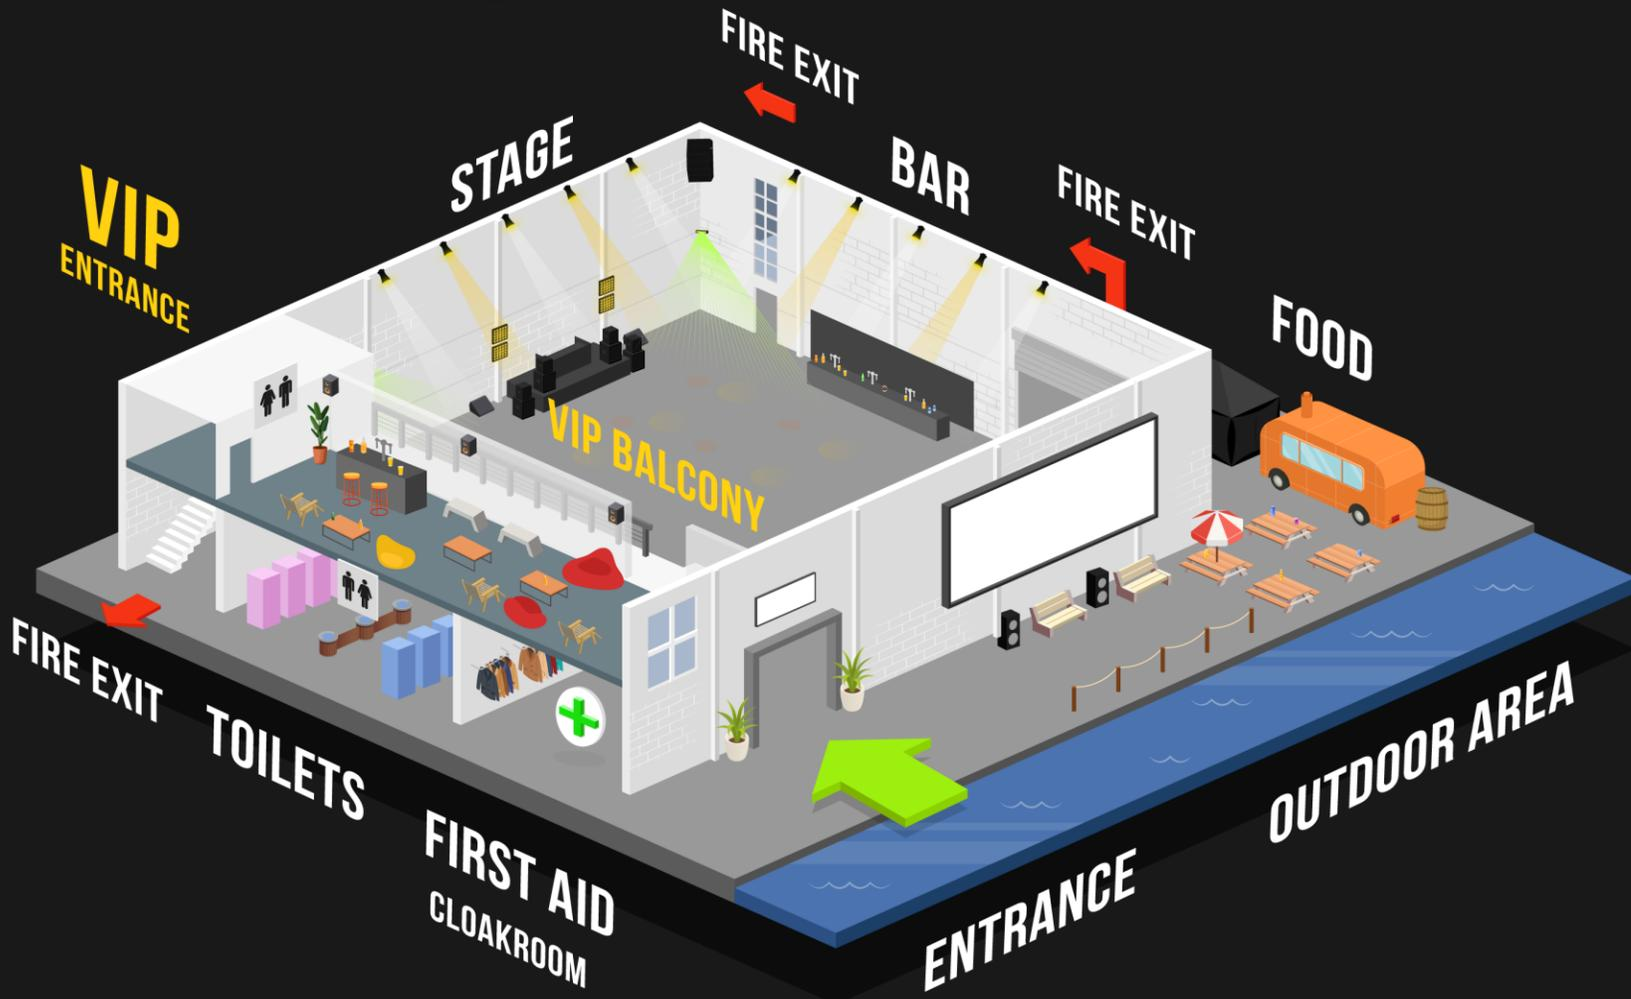 FIRE EXIT
STAGE
BAR
VIP
ENTRANCE
FIRE EXIT
FOOD
VIP BALCONY
FIRE EXIT
TOILETS
FIRST AID
CLOAKROOM
ENTRANCE
OUTDOOR AREA